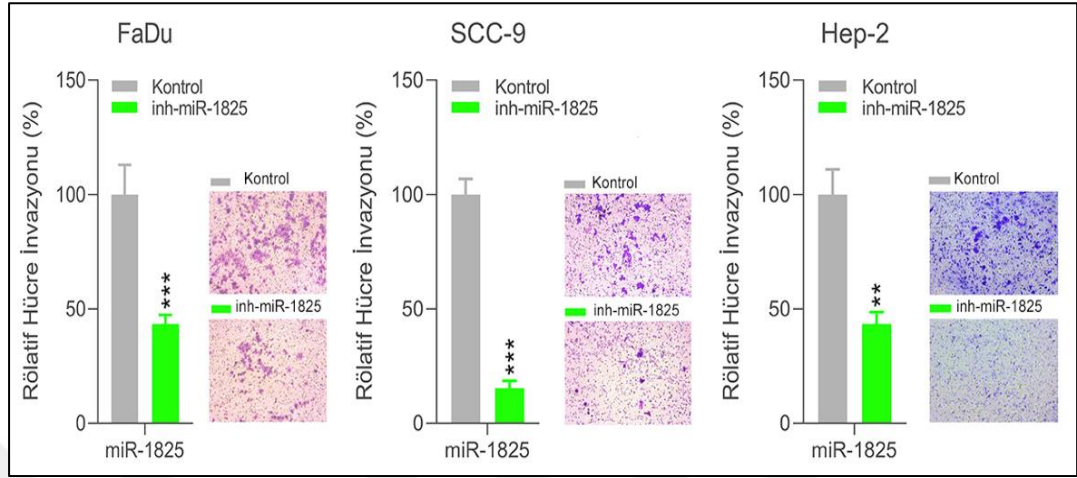 FaDu
150
100
50
0
Rölatif Hücre İnvazyonu (%)
Kontrol
inh-miR-1825
***
miR-1825
Kontrol
inh-miR-1825
SCC-9
150
100
50
0
Rölatif Hücre İnvazyonu (%)
Kontrol
inh-miR-1825
***
miR-1825
Kontrol
inh-miR-1825
Hep-2
150
100
50
0
Rölatif Hücre İnvazyonu (%)
Kontrol
inh-miR-1825
**
miR-1825
Kontrol
inh-miR-1825